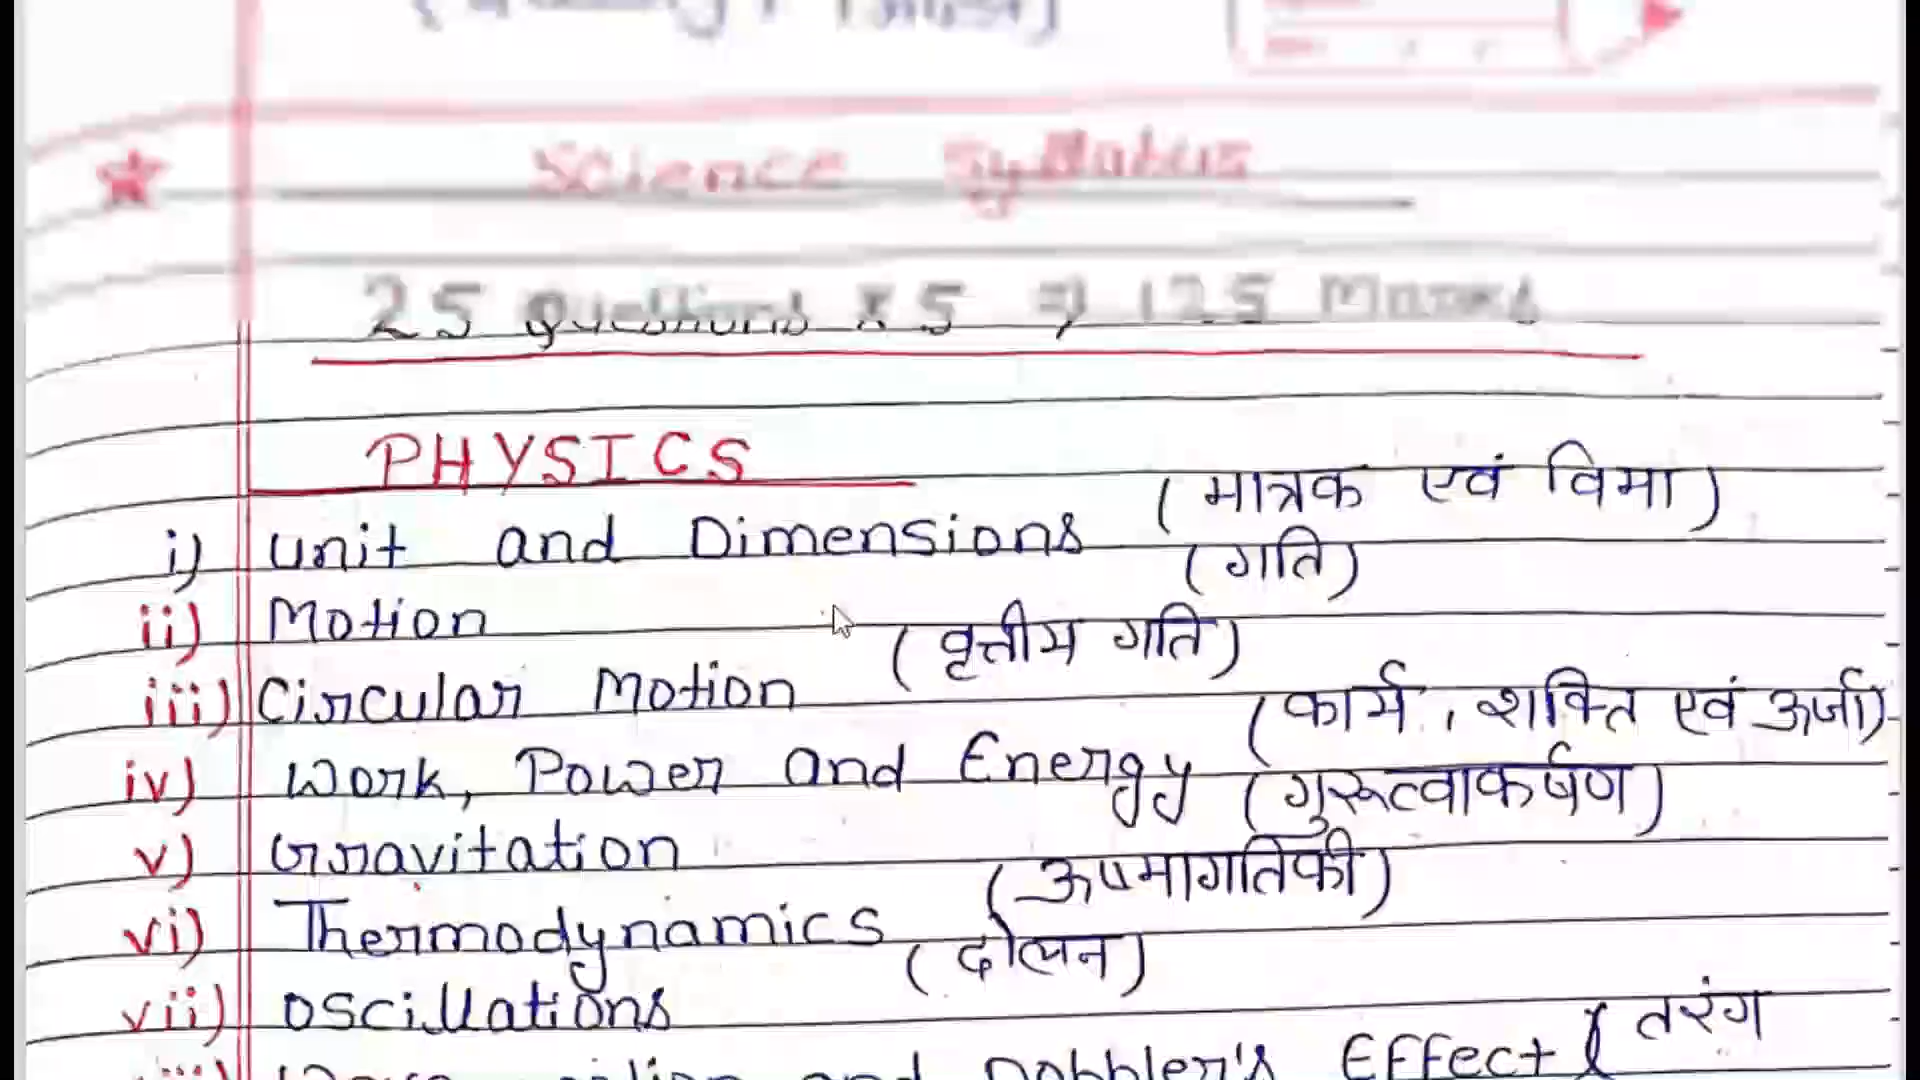 Science Syllabus
25 Questions × 5 ⇒ 125 Marks
PHYSICS
i) Unit and Dimensions (मात्रक एवं विमा)
ii) Motion (गति)
iii) Circular Motion (वृत्तीय गति)
iv) Work, Power and Energy (कार्य, शक्ति एवं ऊर्जा)
v) Gravitation (गुरूत्वाकर्षण)
vi) Thermodynamics (ऊष्मागतिकी)
vii) Oscillations (दोलन)
and Doppler's Effect (तरंग